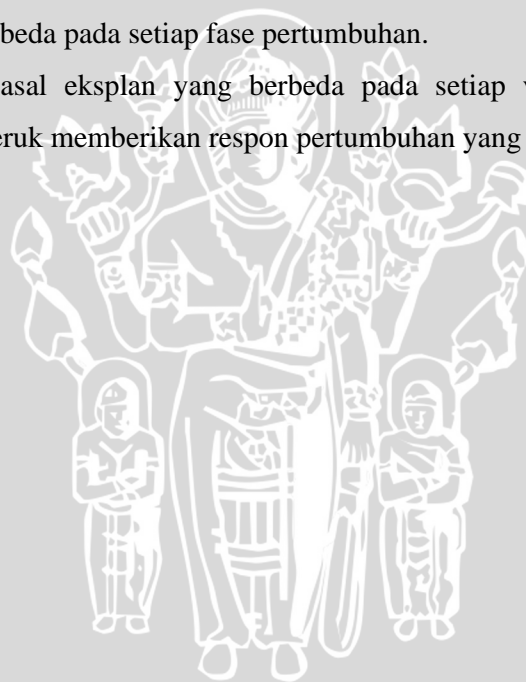 beda pada setiap fase pertumbuhan.
asal eksplan yang berbeda pada setiap
eruk memberikan respon pertumbuhan yang